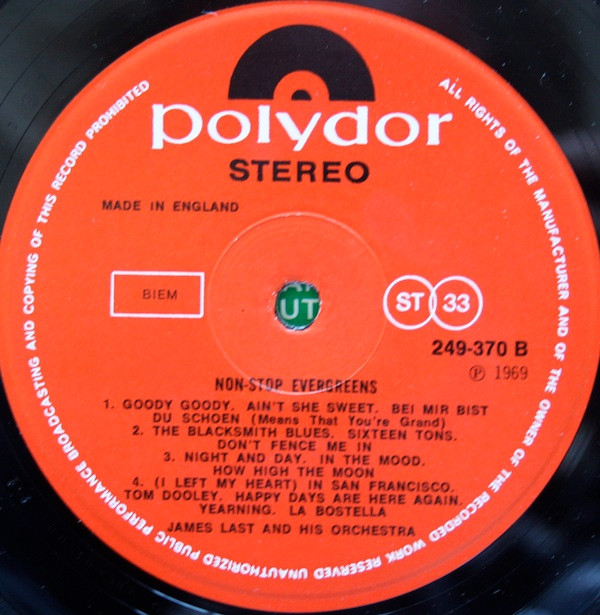 polydor
STEREO
MADE IN ENGLAND
BIEM
UT
ST 33
249-370 B
℗ 1969
NON-STOP EVERGREENS
1. GOODY GOODY. AIN'T SHE SWEET. BEI MIR BIST
DU SCHOEN (Means That You're Grand)
2. THE BLACKSMITH BLUES. SIXTEEN TONS.
DON'T FENCE ME IN
3. NIGHT AND DAY. IN THE MOOD.
HOW HIGH THE MOON
4. (I LEFT MY HEART) IN SAN FRANCISCO.
TOM DOOLEY. HAPPY DAYS ARE HERE AGAIN.
YEARNING. LA BOSTELLA
JAMES LAST AND HIS ORCHESTRA
ALL RIGHTS OF THE MANUFACTURER AND OF THE OWNER OF THE RECORDED WORK RESERVED UNAUTHORIZED PUBLIC PERFORMANCE BROADCASTING AND COPYING OF THIS RECORD PROHIBITED